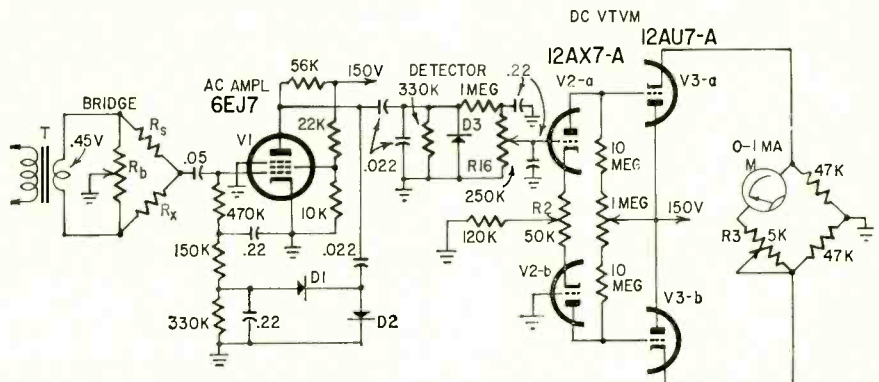 DC VTVM
12AU7-A
12AX7-A
V2-a
V3-a
56K
150V
AC AMPL
6EJ7
DETECTOR
330K
1MEG
.22
BRIDGE
T
.45V
Rs
Rb
Rx
.05
V1
22K
.022
D3
R16
250K
10 MEG
0-1 MA
M
47K
470K
10K
.22
.022
120K
R2
50K
1 MEG
150V
R3
5K
47K
150K
D1
V2-b
10 MEG
V3-b
330K
.22
D2